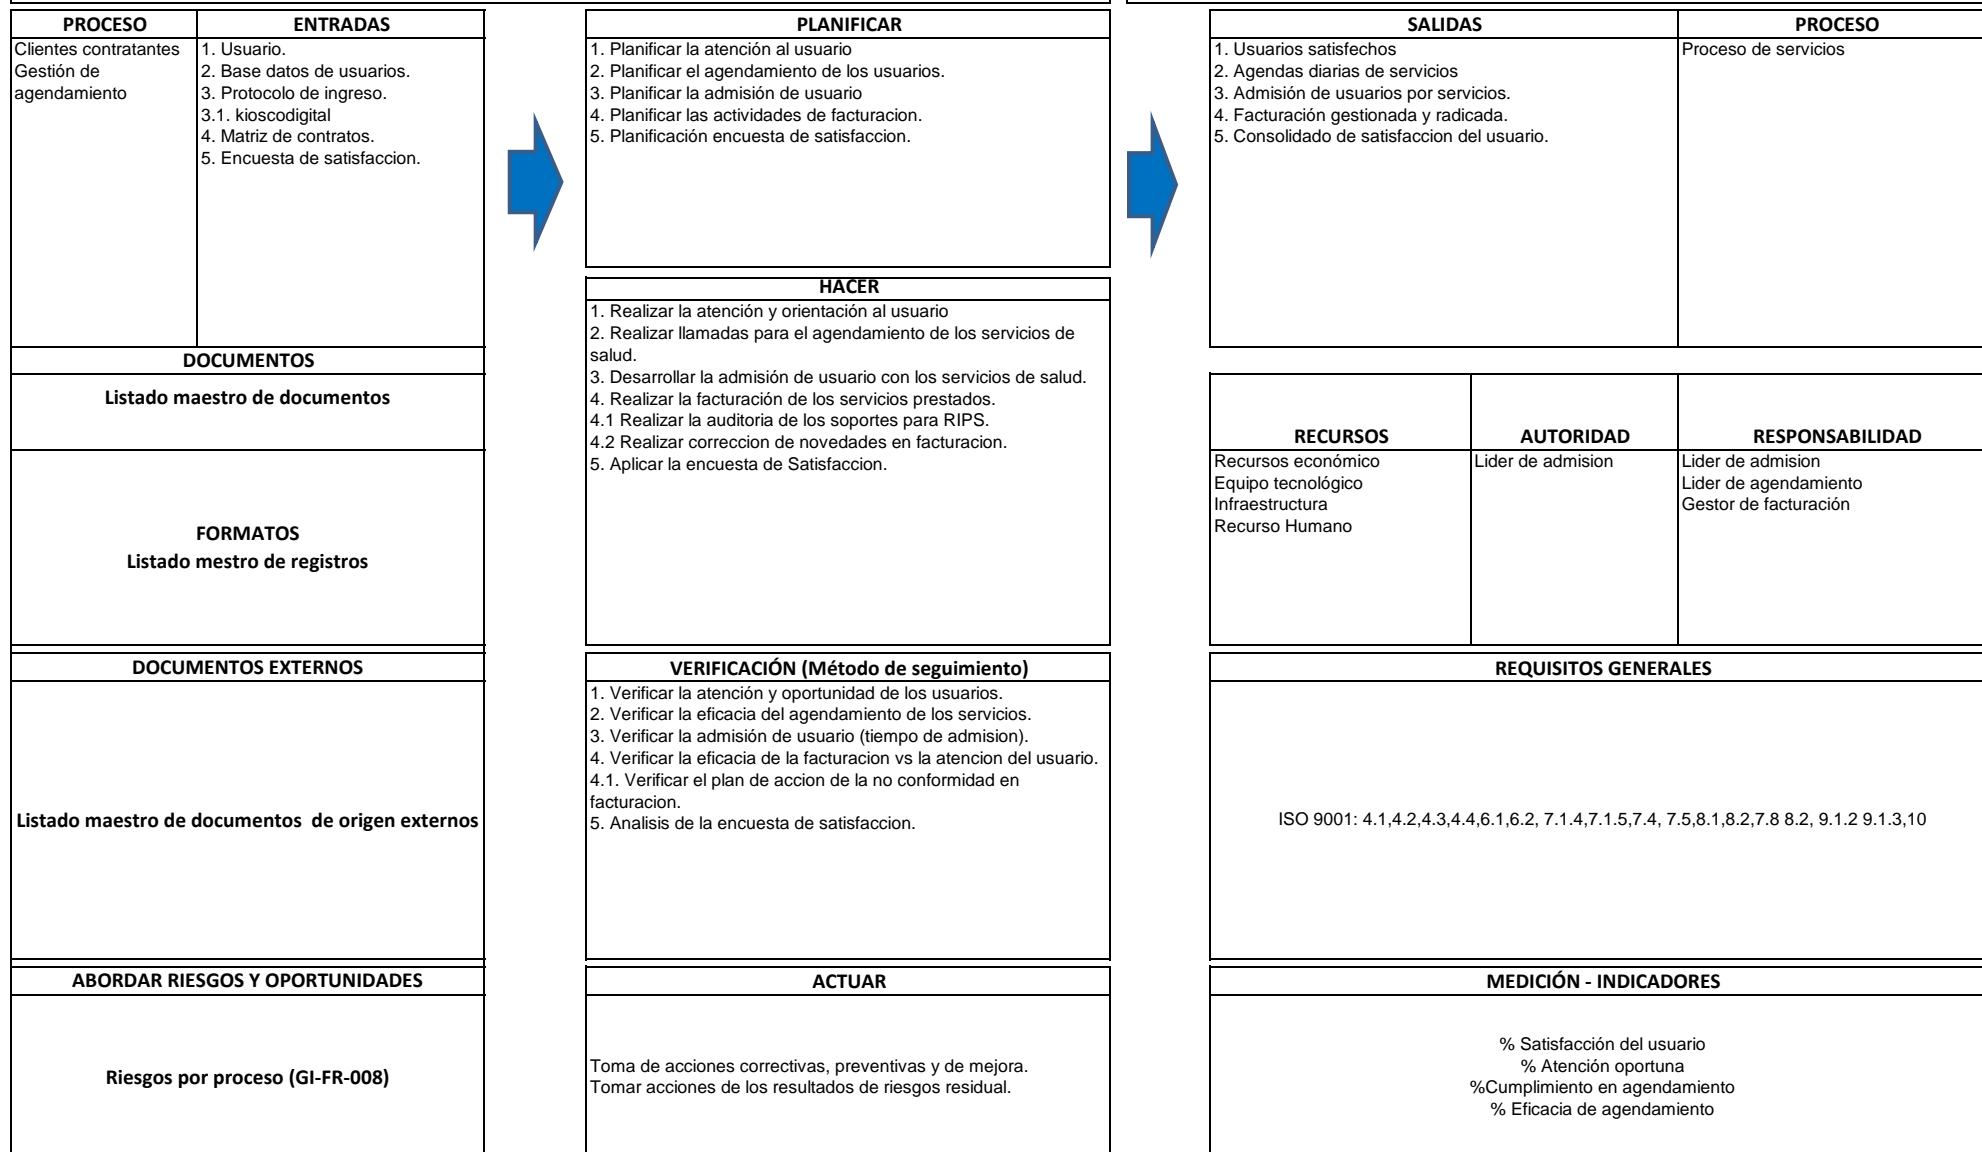 PROCESO
ENTRADAS
Clientes contratantes
Gestión de
agendamiento
1. Usuario.
2. Base datos de usuarios.
3. Protocolo de ingreso.
3.1. kioscodigital
4. Matriz de contratos.
5. Encuesta de satisfaccion.
PLANIFICAR
1. Planificar la atención al usuario
2. Planificar el agendamiento de los usuarios.
3. Planificar la admisión de usuario
4. Planificar las actividades de facturacion.
5. Planificación encuesta de satisfaccion.
SALIDAS
PROCESO
1. Usuarios satisfechos
2. Agendas diarias de servicios
3. Admisión de usuarios por servicios.
4. Facturación gestionada y radicada.
5. Consolidado de satisfaccion del usuario.
Proceso de servicios
HACER
1. Realizar la atención y orientación al usuario
2. Realizar llamadas para el agendamiento de los servicios de
salud.
3. Desarrollar la admisión de usuario con los servicios de salud.
4. Realizar la facturación de los servicios prestados.
4.1 Realizar la auditoria de los soportes para RIPS.
4.2 Realizar correccion de novedades en facturacion.
5. Aplicar la encuesta de Satisfaccion.
DOCUMENTOS
Listado maestro de documentos
FORMATOS
Listado mestro de registros
RECURSOS
AUTORIDAD
RESPONSABILIDAD
Recursos económico
Equipo tecnológico
Infraestructura
Recurso Humano
Lider de admision
Lider de admision
Lider de agendamiento
Gestor de facturación
DOCUMENTOS EXTERNOS
Listado maestro de documentos  de origen externos
VERIFICACIÓN (Método de seguimiento)
1. Verificar la atención y oportunidad de los usuarios.
2. Verificar la eficacia del agendamiento de los servicios.
3. Verificar la admisión de usuario (tiempo de admision).
4. Verificar la eficacia de la facturacion vs la atencion del usuario.
4.1. Verificar el plan de accion de la no conformidad en
facturacion.
5. Analisis de la encuesta de satisfaccion.
REQUISITOS GENERALES
ISO 9001: 4.1,4.2,4.3,4.4,6.1,6.2, 7.1.4,7.1.5,7.4, 7.5,8.1,8.2,7.8 8.2, 9.1.2 9.1.3,10
ABORDAR RIESGOS Y OPORTUNIDADES
Riesgos por proceso (GI-FR-008)
ACTUAR
Toma de acciones correctivas, preventivas y de mejora.
Tomar acciones de los resultados de riesgos residual.
MEDICIÓN - INDICADORES
% Satisfacción del usuario
% Atención oportuna
%Cumplimiento en agendamiento
% Eficacia de agendamiento